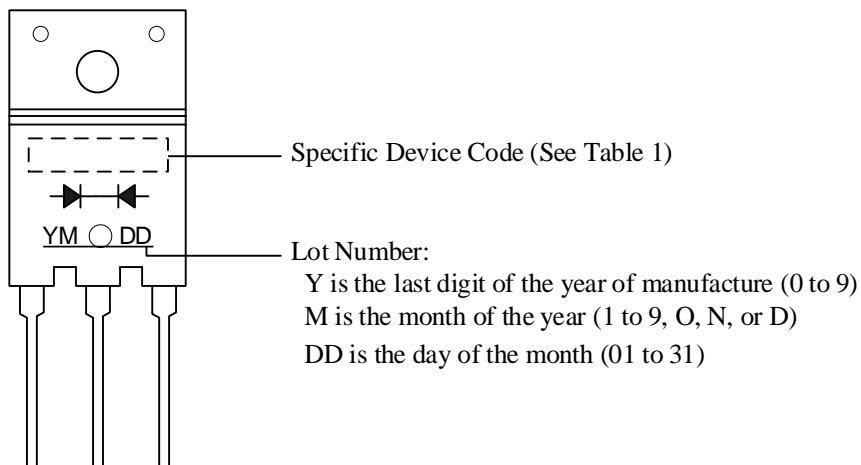 Specific Device Code (See Table 1)
YM DD
Lot Number:
Y is the last digit of the year of manufacture (0 to 9)
M is the month of the year (1 to 9, O, N, or D)
DD is the day of the month (01 to 31)